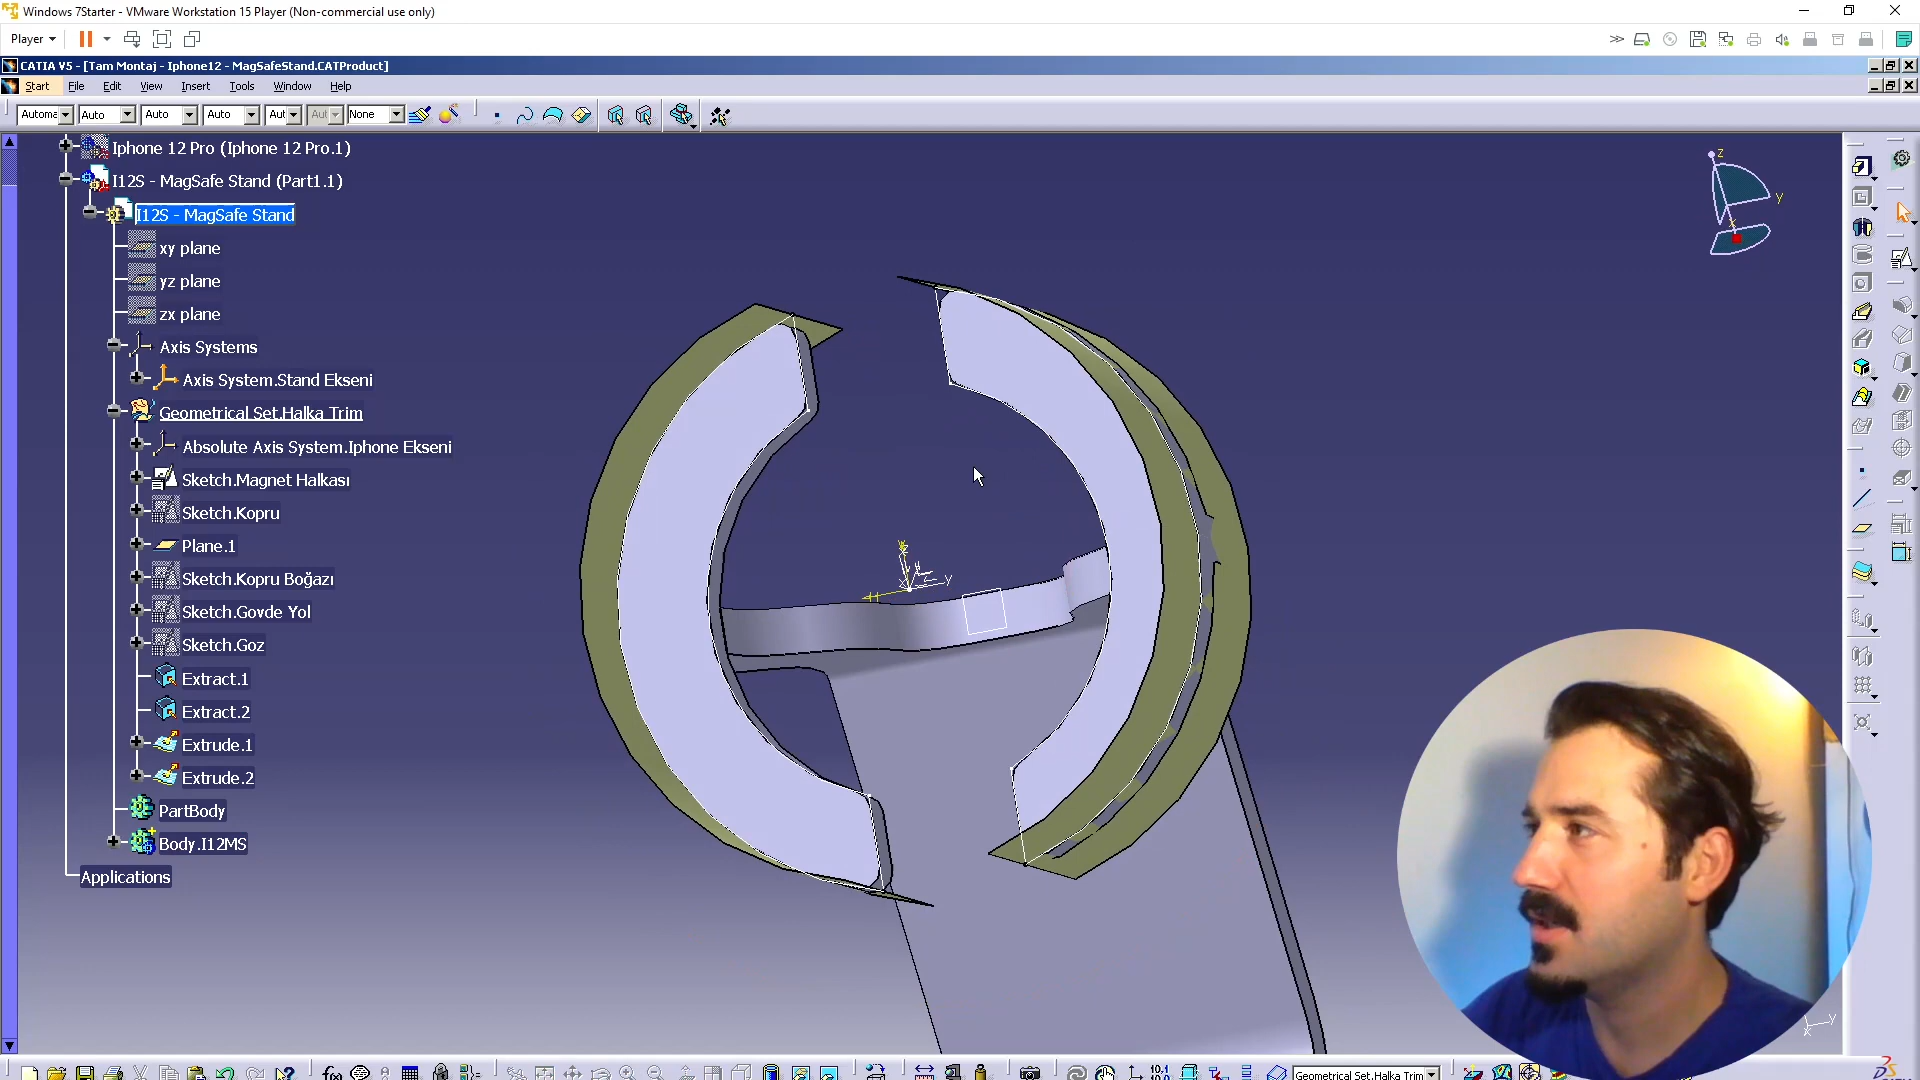 Windows 7Starter - VMware Workstation 15 Player (Non-commercial use only)
Player
CATIA V5 - [Tam Montaj - Iphone12 - MagSafeStand.CATProduct]
Start File Edit View Insert Tools Window Help
Automa Auto Auto Auto Aut Aut None
Iphone 12 Pro (Iphone 12 Pro.1)
I12S - MagSafe Stand (Part1.1)
I12S - MagSafe Stand
xy plane
yz plane
zx plane
Axis Systems
Axis System.Stand Ekseni
Geometrical Set.Halka Trim
Absolute Axis System.Iphone Ekseni
Sketch.Magnet Halkası
Sketch.Kopru
Plane.1
Sketch.Kopru Boğazı
Sketch.Govde Yol
Sketch.Goz
Extract.1
Extract.2
Extrude.1
Extrude.2
PartBody
Body.I12MS
Applications
z
y
x
Geometrical Set.Halka Trim